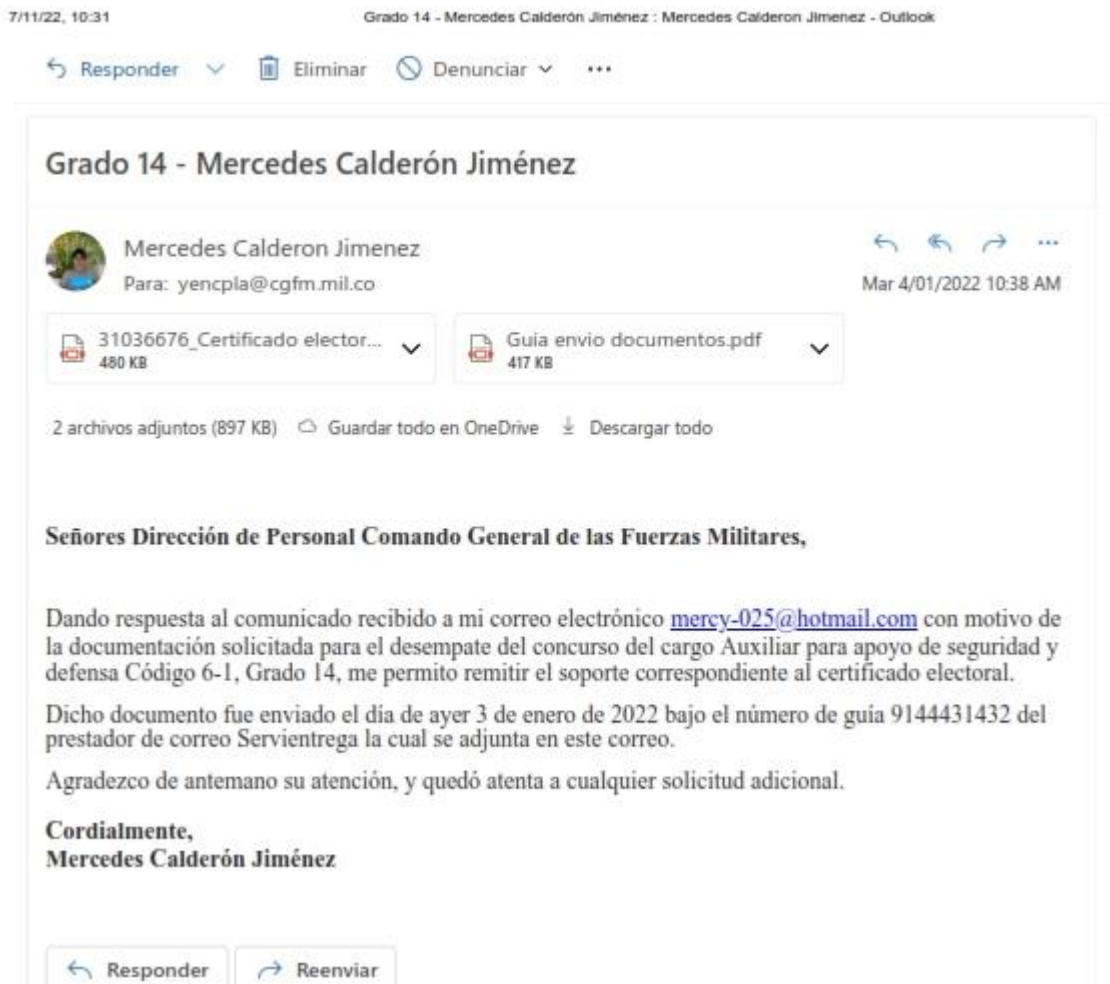 7/11/22, 10:31
Grado 14 - Mercedes Calderón Jiménez : Mercedes Calderon Jimenez - Outlook
Responder
Eliminar
Denunciar
Grado 14 - Mercedes Calderón Jiménez
Mercedes Calderon Jimenez
Para: yencpla@cgfm.mil.co
Mar 4/01/2022 10:38 AM
31036676_Certificado elector...
480 KB
Guia envio documentos.pdf
417 KB
2 archivos adjuntos (897 KB) Guardar todo en OneDrive Descargar todo
Señores Dirección de Personal Comando General de las Fuerzas Militares,
Dando respuesta al comunicado recibido a mi correo electrónico mercy-025@hotmail.com con motivo de
la documentación solicitada para el desempate del concurso del cargo Auxiliar para apoyo de seguridad y
defensa Código 6-1, Grado 14, me permito remitir el soporte correspondiente al certificado electoral.
Dicho documento fue enviado el día de ayer 3 de enero de 2022 bajo el número de guía 9144431432 del
prestador de correo Servientrega la cual se adjunta en este correo.
Agradezco de antemano su atención, y quedó atenta a cualquier solicitud adicional.
Cordialmente,
Mercedes Calderón Jiménez
Responder
Reenviar